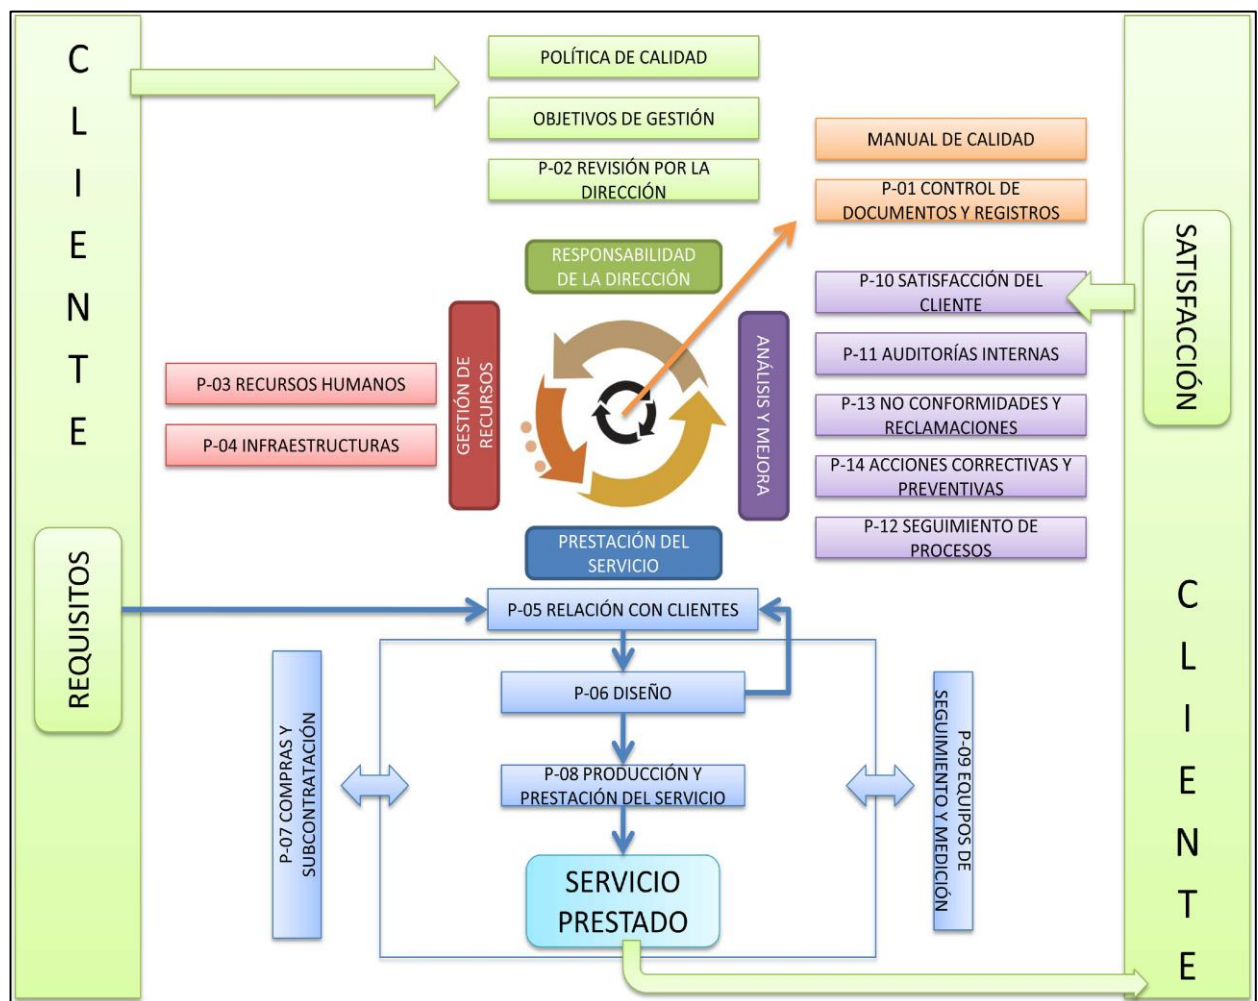 CLIENTE
REQUISITOS
POLÍTICA DE CALIDAD
OBJETIVOS DE GESTIÓN
P-02 REVISIÓN POR LA
DIRECCIÓN
MANUAL DE CALIDAD
P-01 CONTROL DE
DOCUMENTOS Y REGISTROS
RESPONSABILIDAD
DE LA DIRECCIÓN
GESTIÓN DE
RECURSOS
P-03 RECURSOS HUMANOS
P-04 INFRAESTRUCTURAS
ANÁLISIS Y MEJORA
P-10 SATISFACCIÓN DEL
CLIENTE
P-11 AUDITORÍAS INTERNAS
P-13 NO CONFORMIDADES Y
RECLAMACIONES
P-14 ACCIONES CORRECTIVAS Y
PREVENTIVAS
P-12 SEGUIMIENTO DE
PROCESOS
PRESTACIÓN DEL
SERVICIO
P-05 RELACIÓN CON CLIENTES
P-06 DISEÑO
P-08 PRODUCCIÓN Y
PRESTACIÓN DEL SERVICIO
SERVICIO
PRESTADO
P-07 COMPRAS Y
SUBCONTRATACIÓN
P-09 EQUIPOS DE
SEGUIMIENTO Y MEDICIÓN
SATISFACCIÓN
CLIENTE